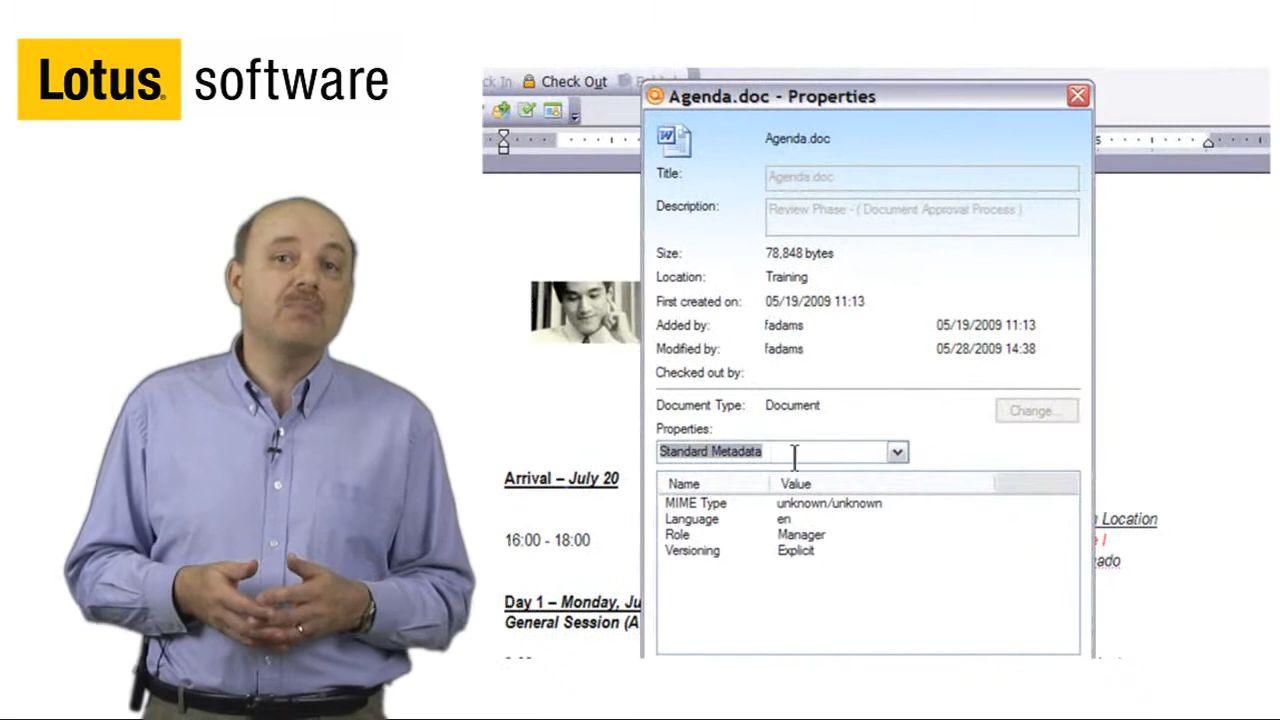 Lotus software
Check Out
Agenda.doc - Properties
Agenda.doc
Title: Agenda.doc
Description: Review Phase - ( Document Approval Process )
Size: 78,848 bytes
Location: Training
First created on: 05/19/2009 11:13
Added by: fadams 05/19/2009 11:13
Modified by: fadams 05/28/2009 14:38
Checked out by:
Document Type: Document Change...
Properties:
Standard Metadata
Name Value
MIME Type unknown/unknown
Language en
Role Manager
Versioning Explicit
Arrival – July 20
Location
16:00 - 18:00
Day 1 – Monday, Ju
General Session (A